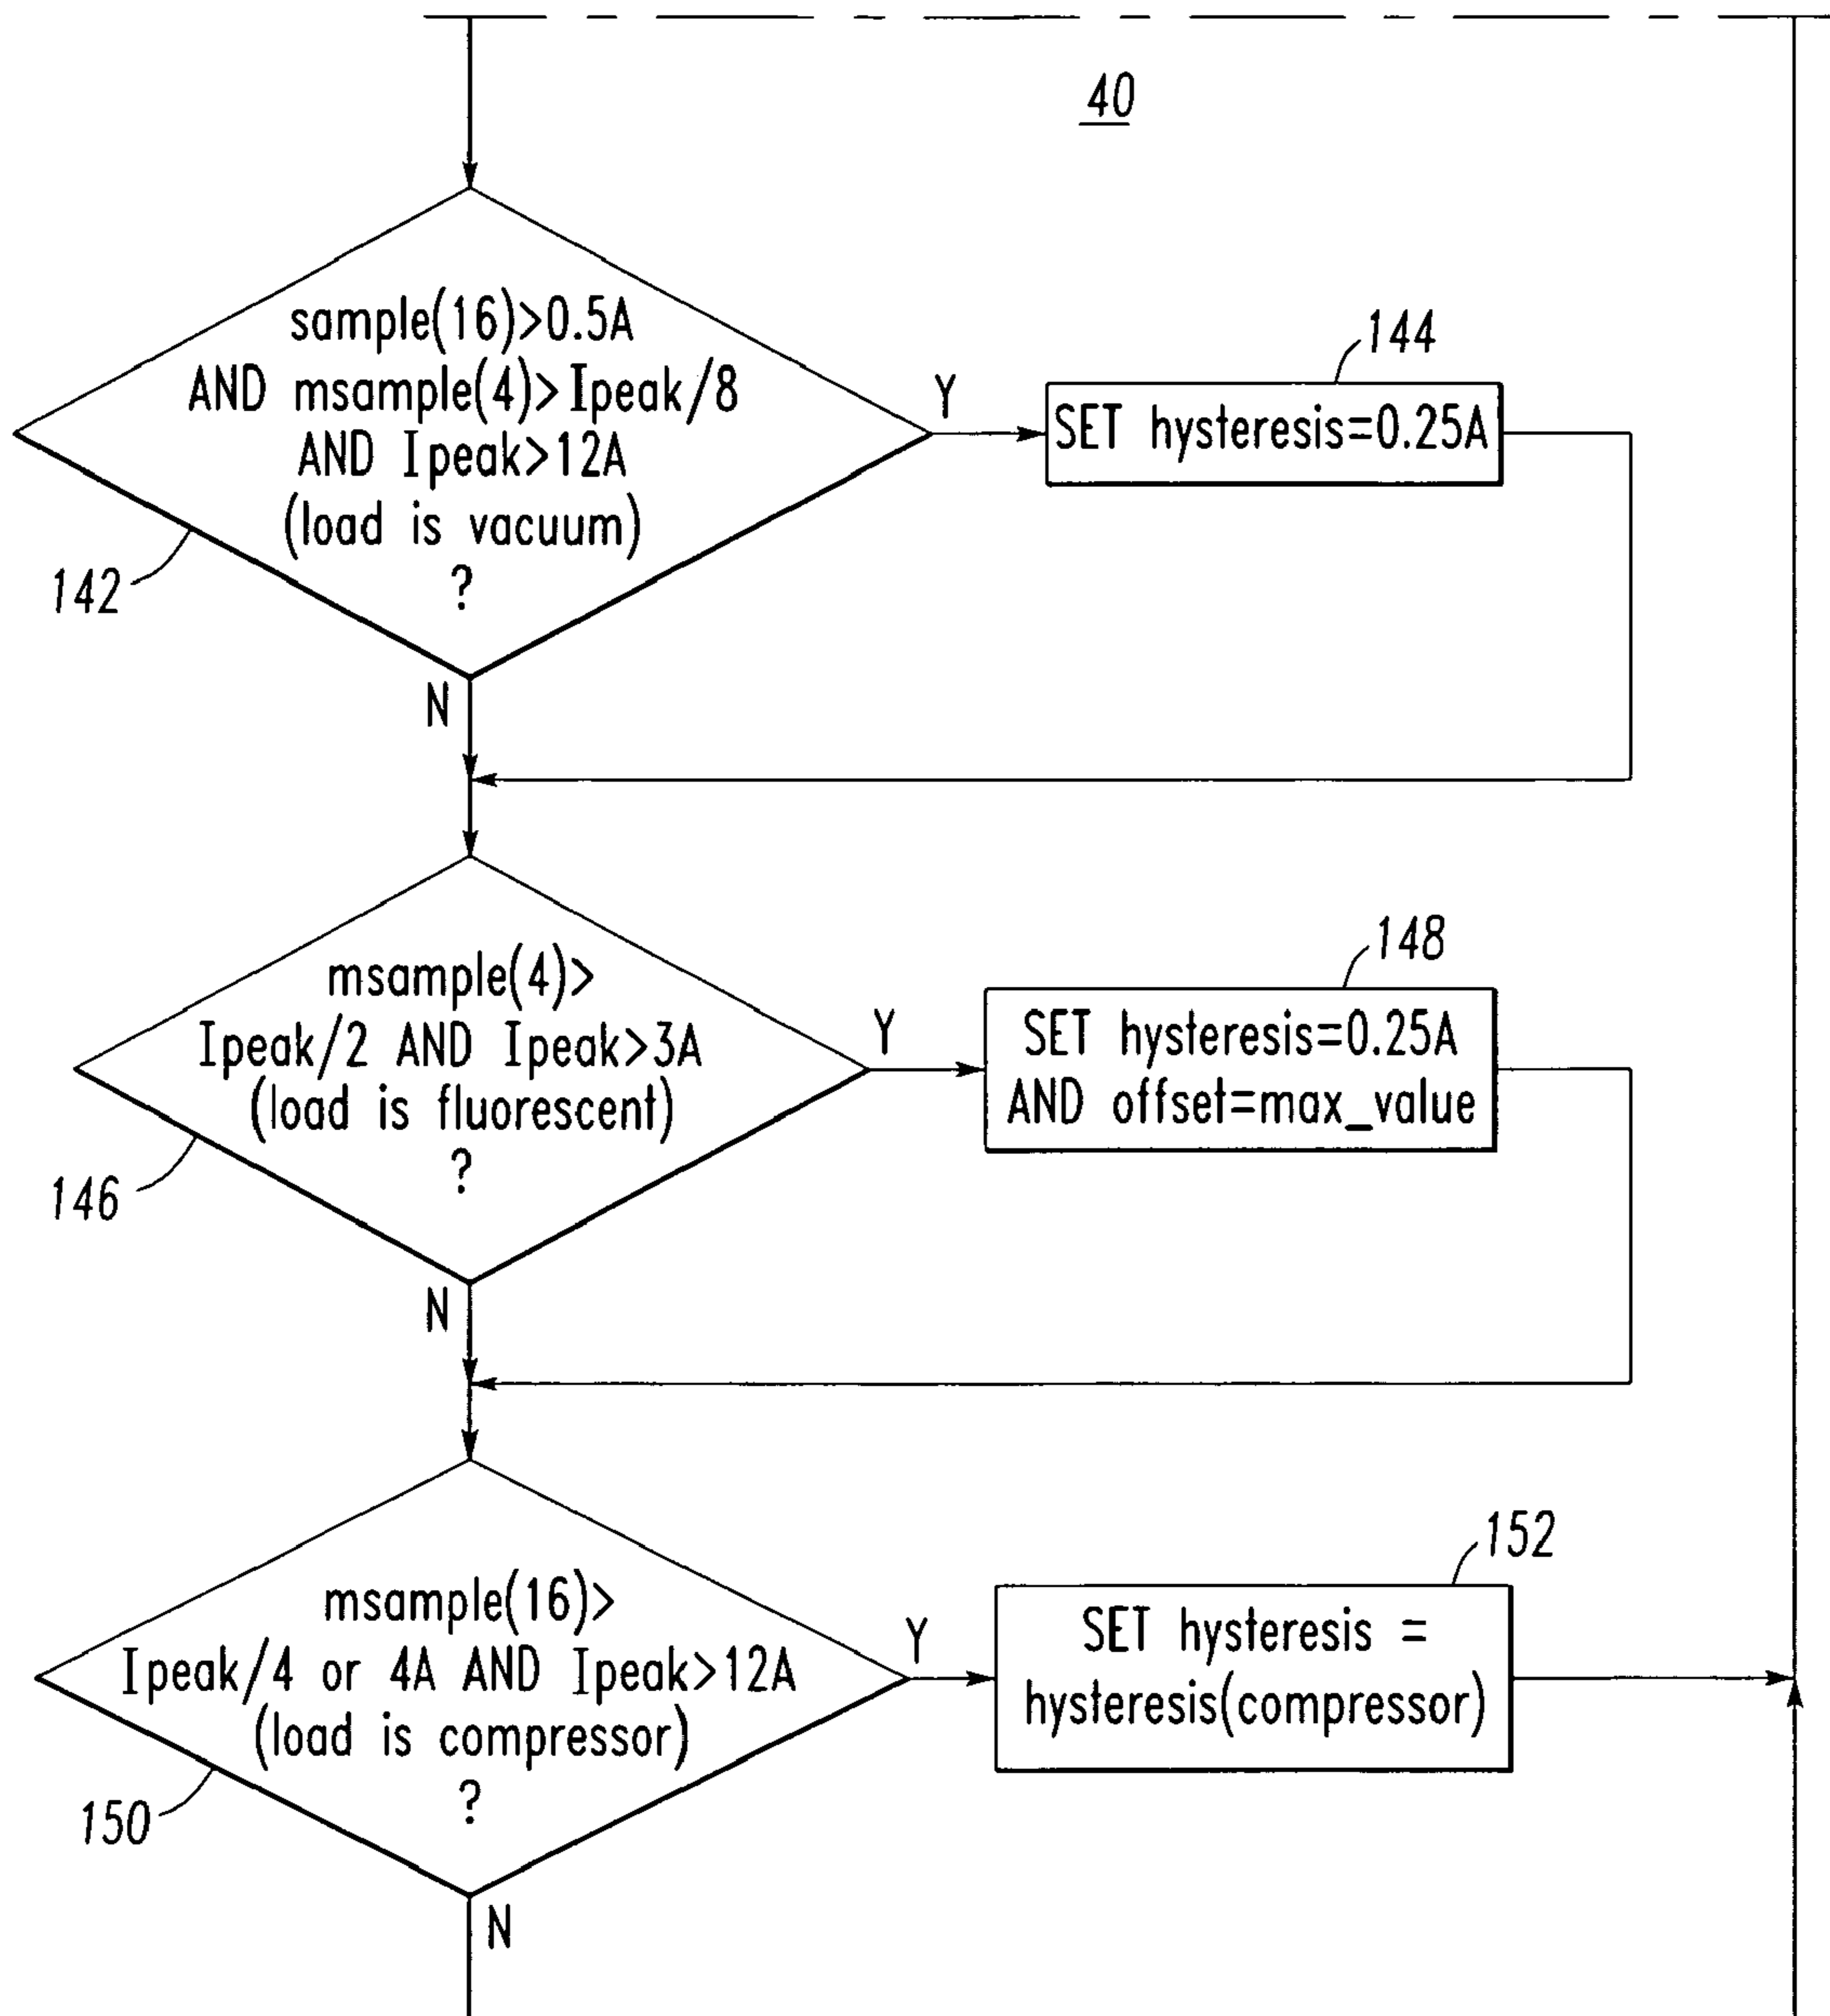 40
sample(16)>0.5A
AND msample(4)>Ipeak/8
AND Ipeak>12A
(load is vacuum)
?
142
Y
144
SET hysteresis=0.25A
N
msample(4)>
Ipeak/2 AND Ipeak>3A
(load is fluorescent)
?
146
Y
148
SET hysteresis=0.25A
AND offset=max_value
N
msample(16)>
Ipeak/4 or 4A AND Ipeak>12A
(load is compressor)
?
150
Y
152
SET hysteresis =
hysteresis(compressor)
N